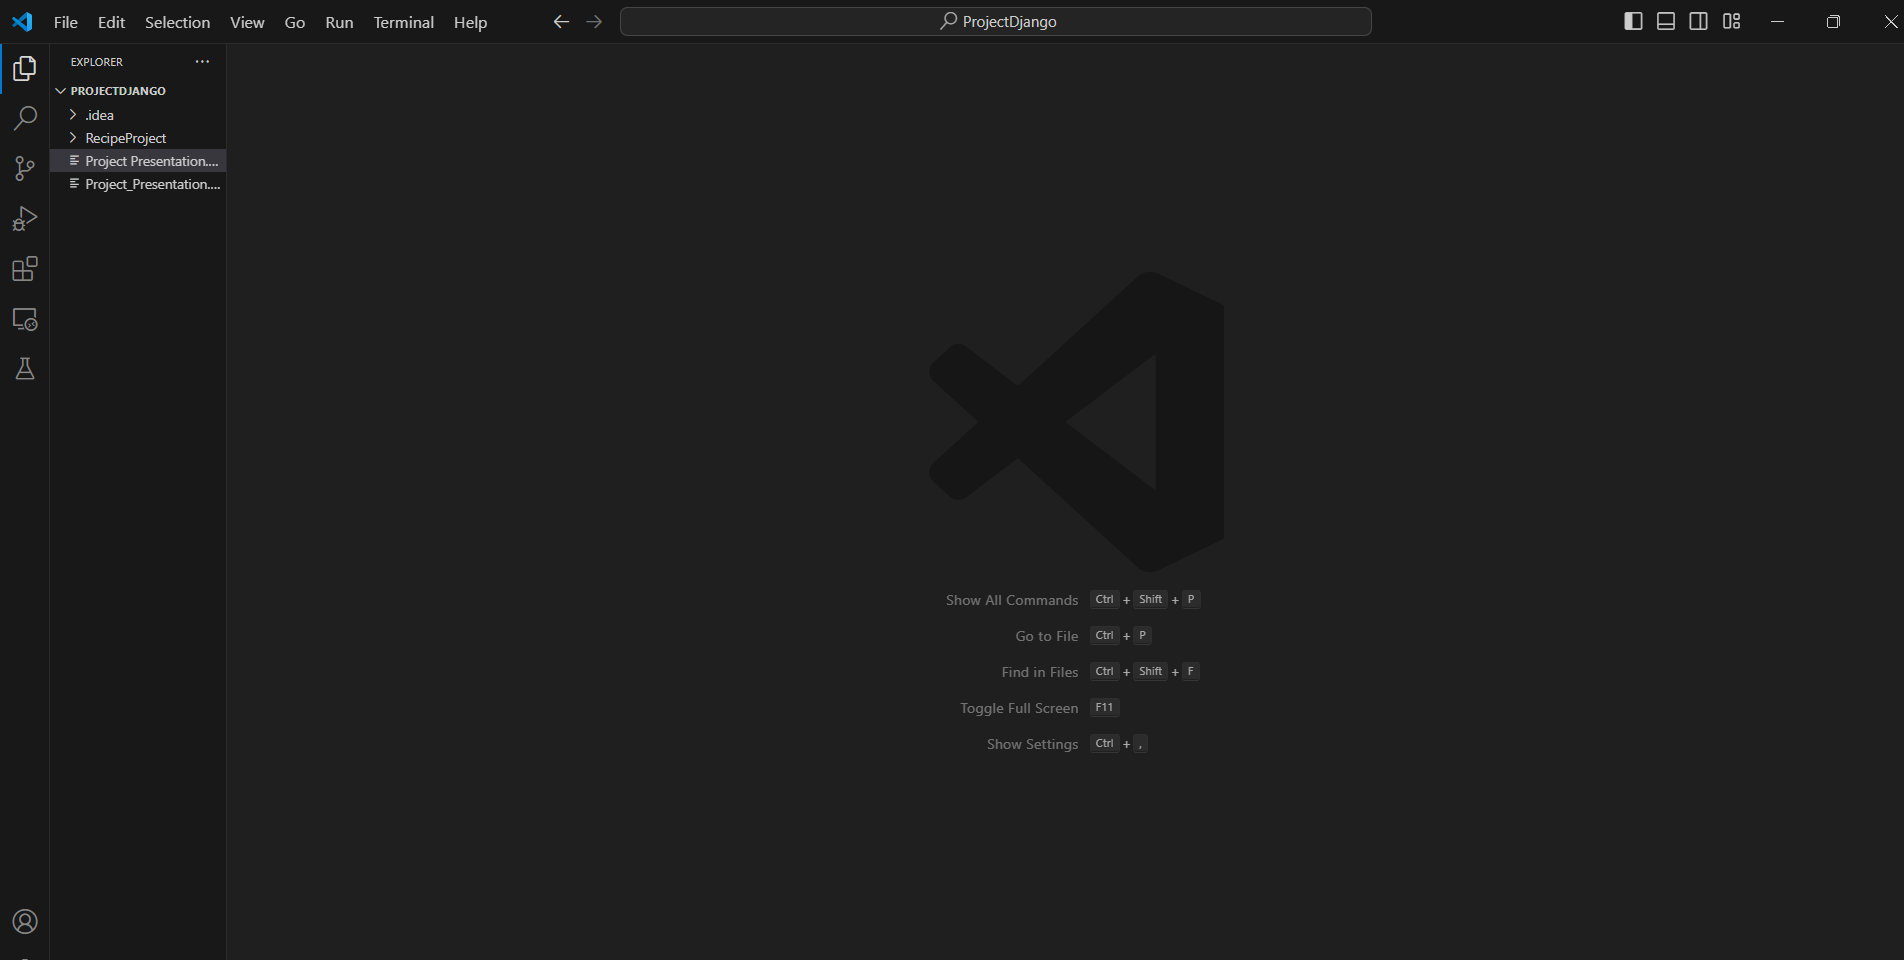 File Edit Selection View Go Run Terminal Help
ProjectDjango
EXPLORER
PROJECTDJANGO
.idea
RecipeProject
Project Presentation....
Project_Presentation....
Show All Commands Ctrl + Shift + P
Go to File Ctrl + P
Find in Files Ctrl + Shift + F
Toggle Full Screen F11
Show Settings Ctrl + ,